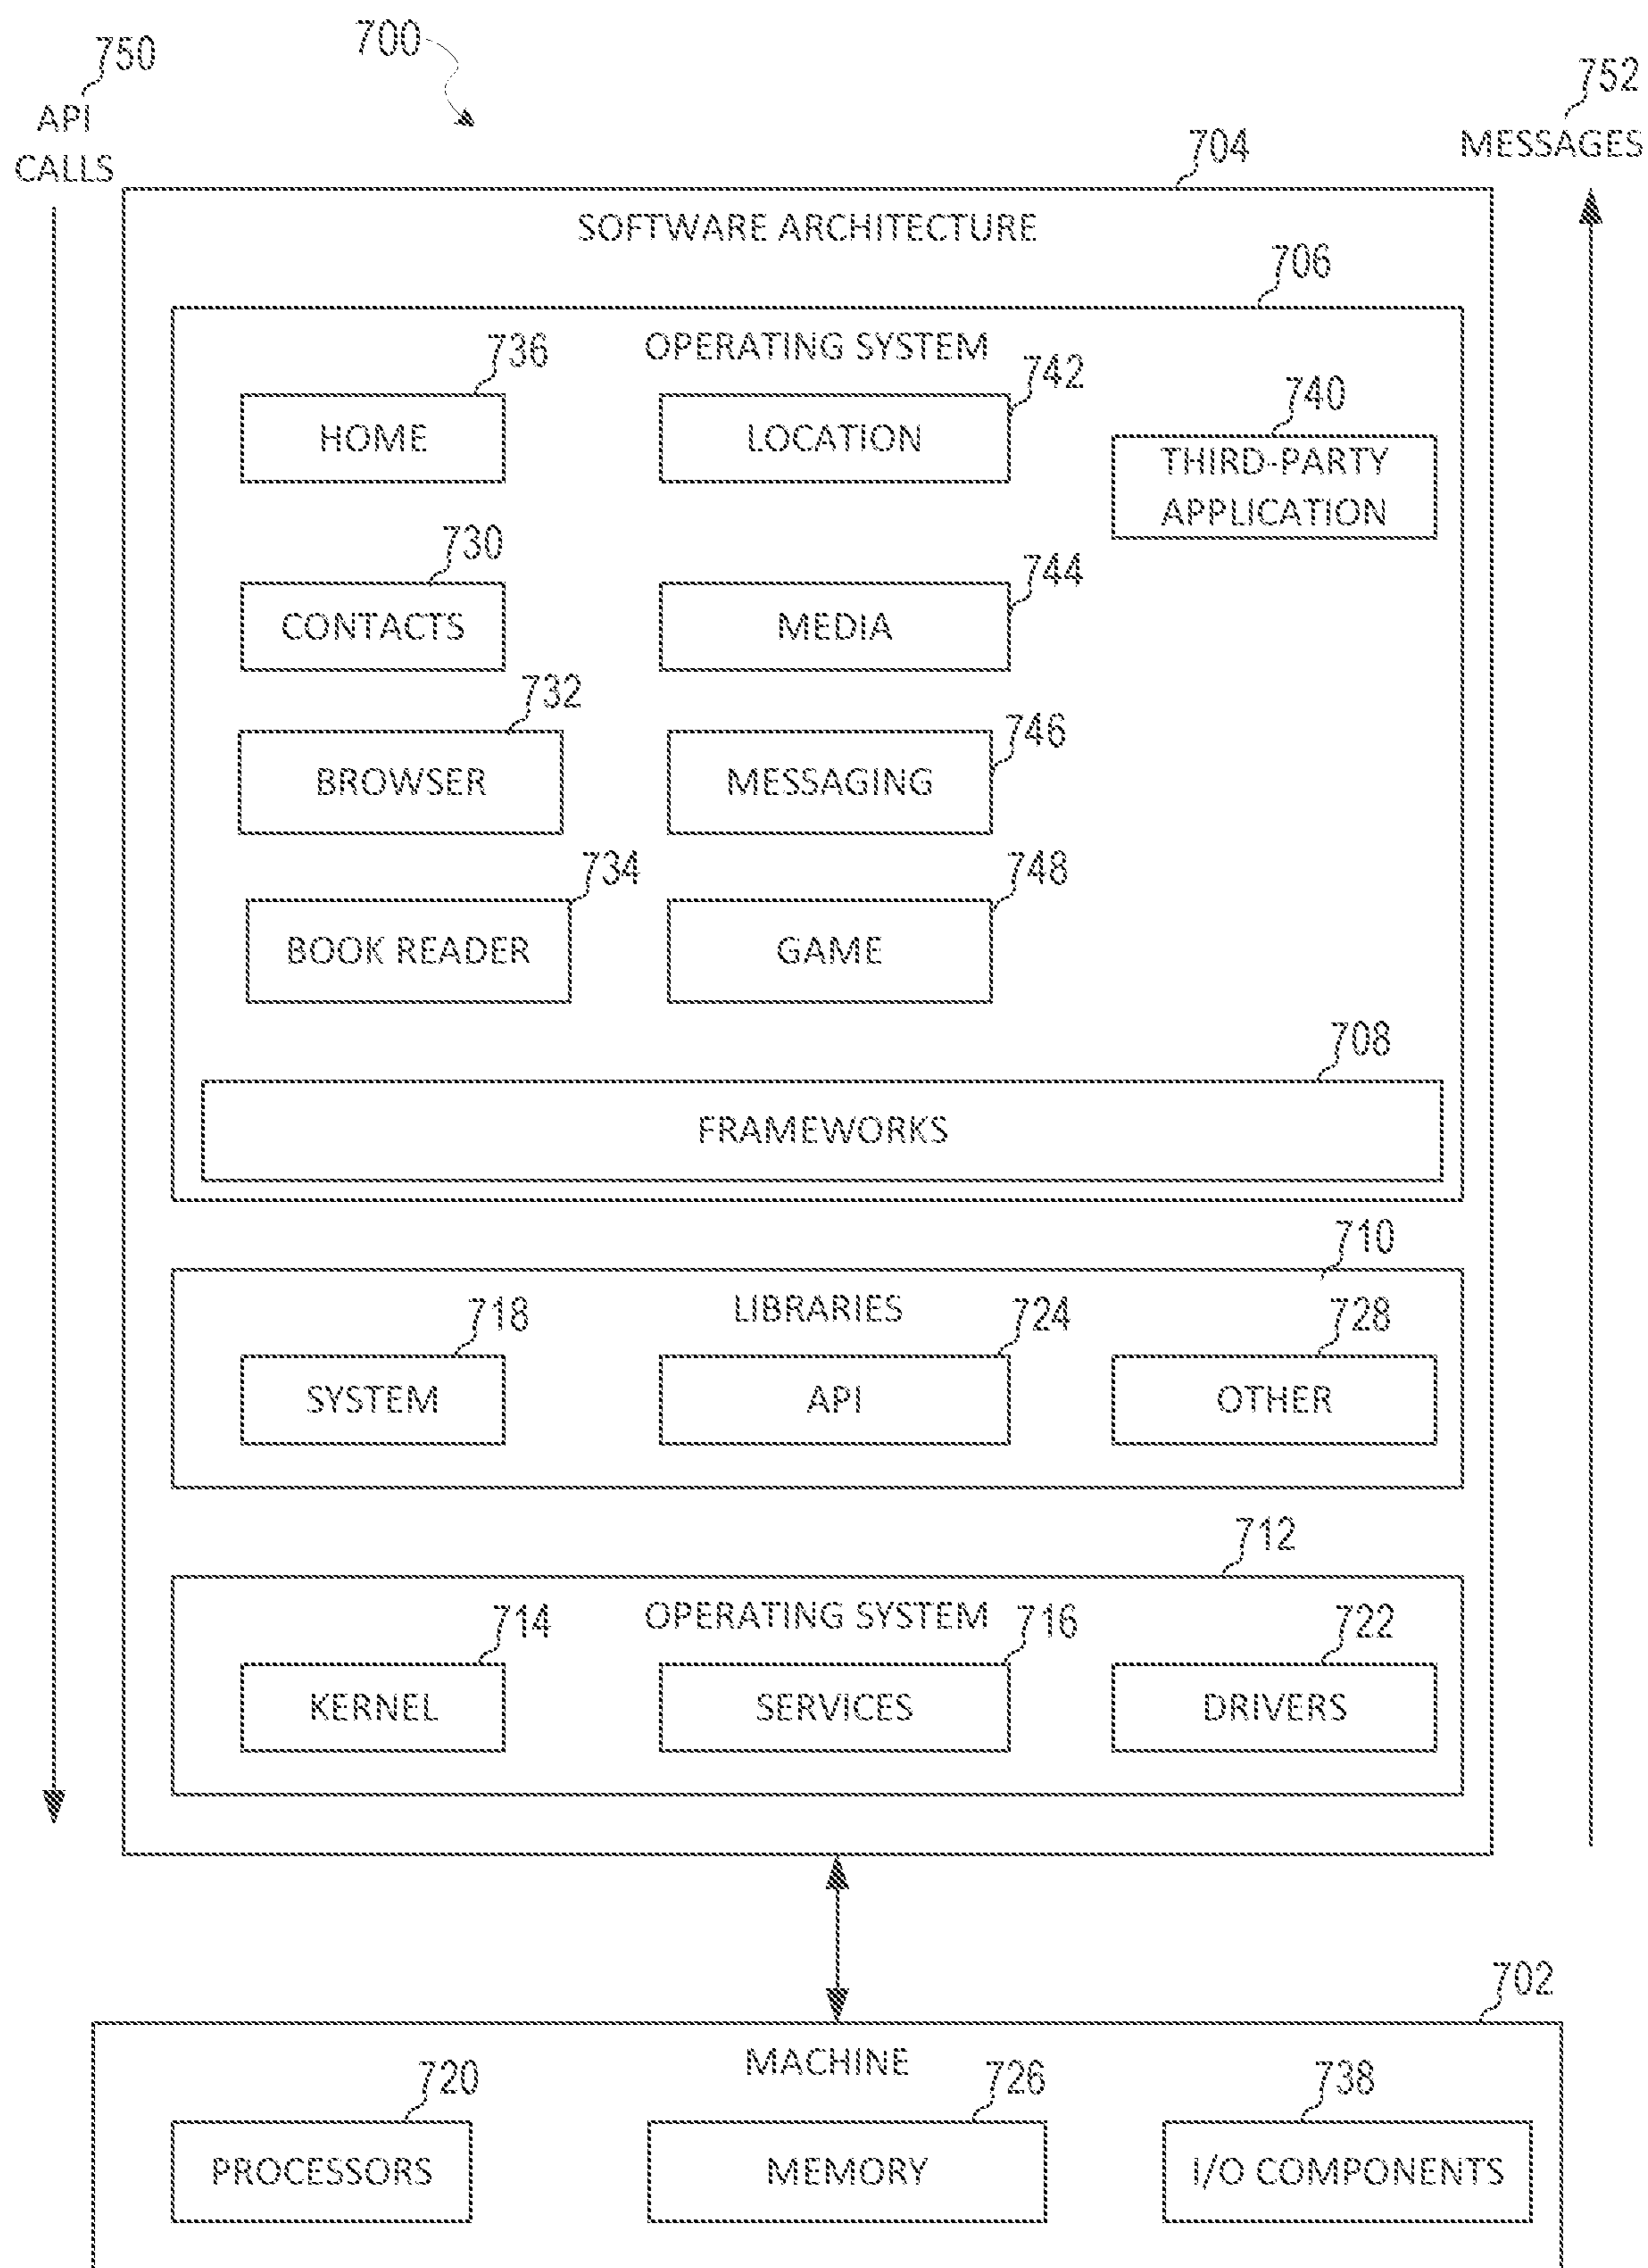 750
700
752
API
CALLS
MESSAGES
704
SOFTWARE ARCHITECTURE
706
OPERATING SYSTEM
736
742
740
HOME
LOCATION
THIRD-PARTY
APPLICATION
730
744
CONTACTS
MEDIA
732
746
BROWSER
MESSAGING
734
748
BOOK READER
GAME
708
FRAMEWORKS
710
LIBRARIES
718
724
728
SYSTEM
API
OTHER
712
OPERATING SYSTEM
714
716
722
KERNEL
SERVICES
DRIVERS
702
MACHINE
720
726
738
PROCESSORS
MEMORY
I/O COMPONENTS